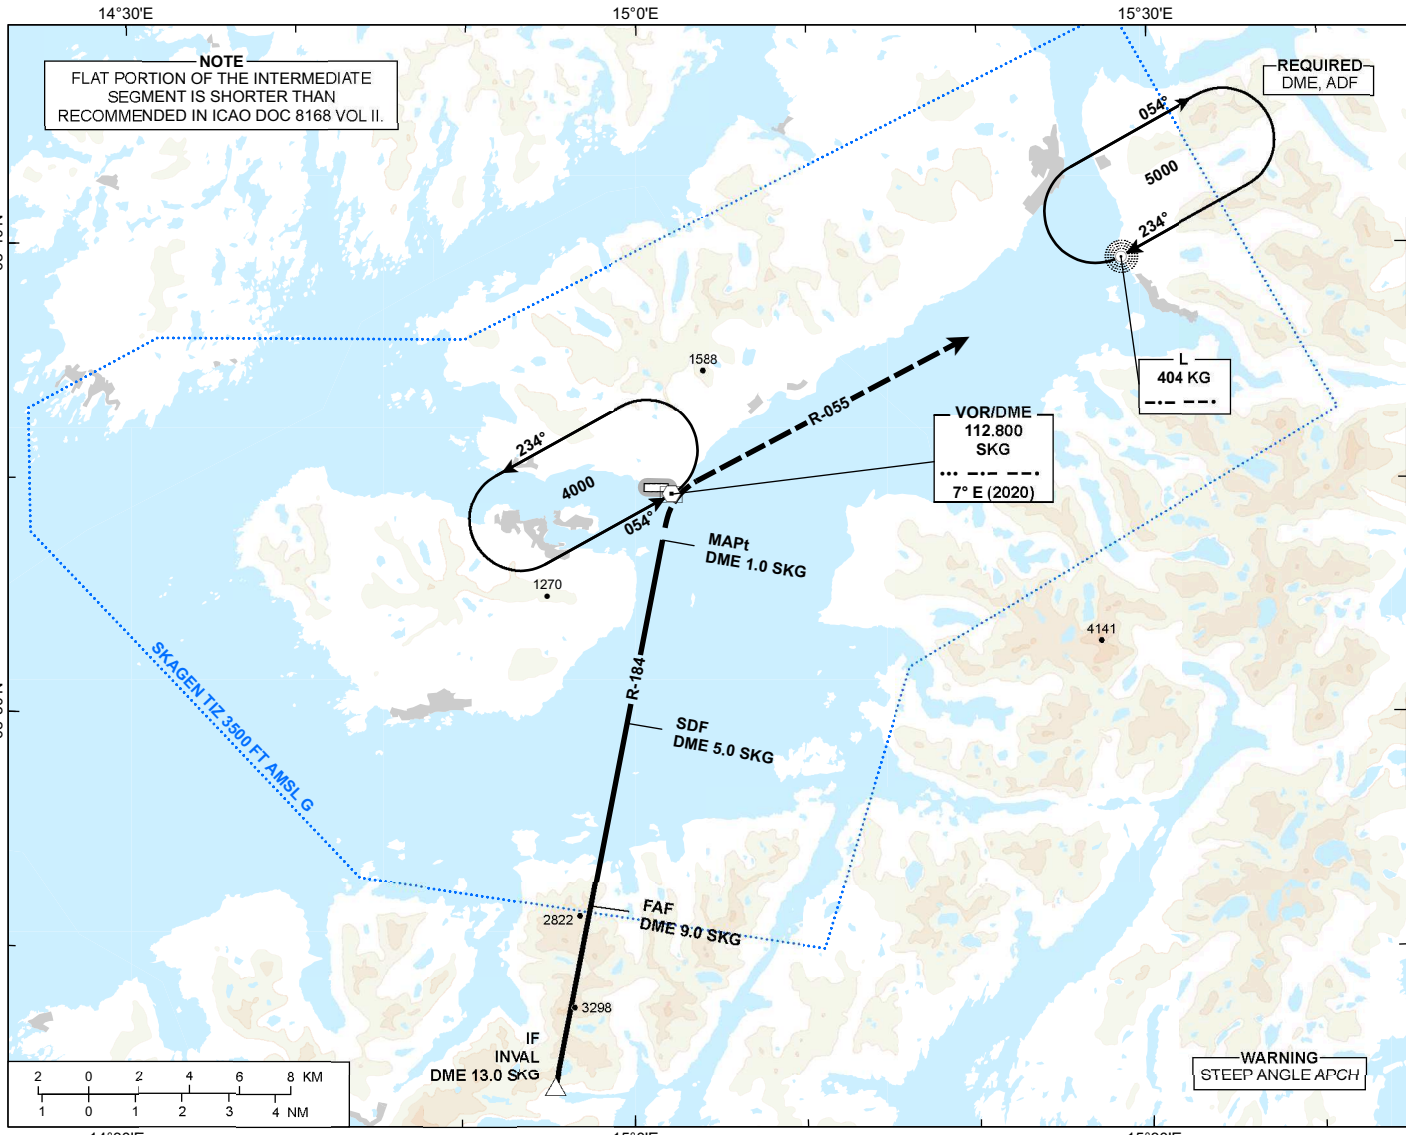 14°30'E
15°0'E
15°30'E
NOTE
FLAT PORTION OF THE INTERMEDIATE
SEGMENT IS SHORTER THAN
RECOMMENDED IN ICAO DOC 8168 VOL II.
REQUIRED
DME, ADF
054°
5000
234°
1588
L
404 KG
R-055
VOR/DME
112.800
SKG
7° E (2020)
234°
4000
054°
MAPt
DME 1.0 SKG
1270
4141
R-184
SKAGEN TIZ 3500 FT AMSL G
SDF
DME 5.0 SKG
2822
FAF
DME 9.0 SKG
3298
IF
INVAL
DME 13.0 SKG
WARNING
STEEP ANGLE APCH
2 0 2 4 6 8 KM
1 0 1 2 3 4 NM